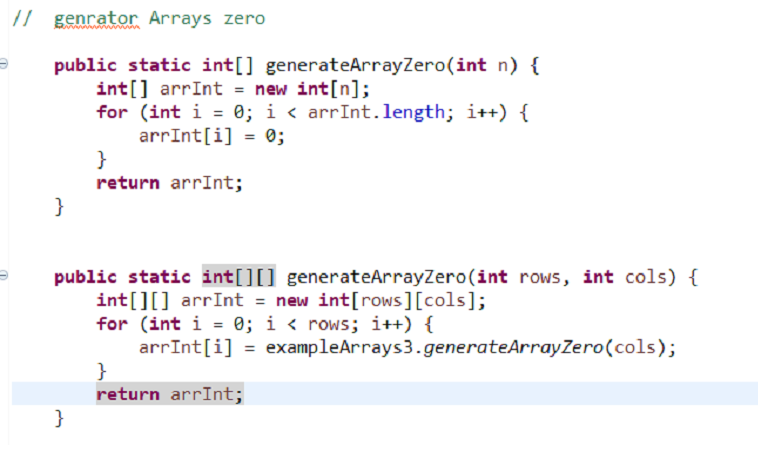 //  genrator Arrays zero
public static int[] generateArrayZero(int n) {
int[] arrInt = new int[n];
for (int i = 0; i < arrInt.length; i++) {
arrInt[i] = 0;
}
return arrInt;
}
public static int[][] generateArrayZero(int rows, int cols) {
int[][] arrInt = new int[rows][cols];
for (int i = 0; i < rows; i++) {
arrInt[i] = exampleArrays3.generateArrayZero(cols);
}
return arrInt;
}